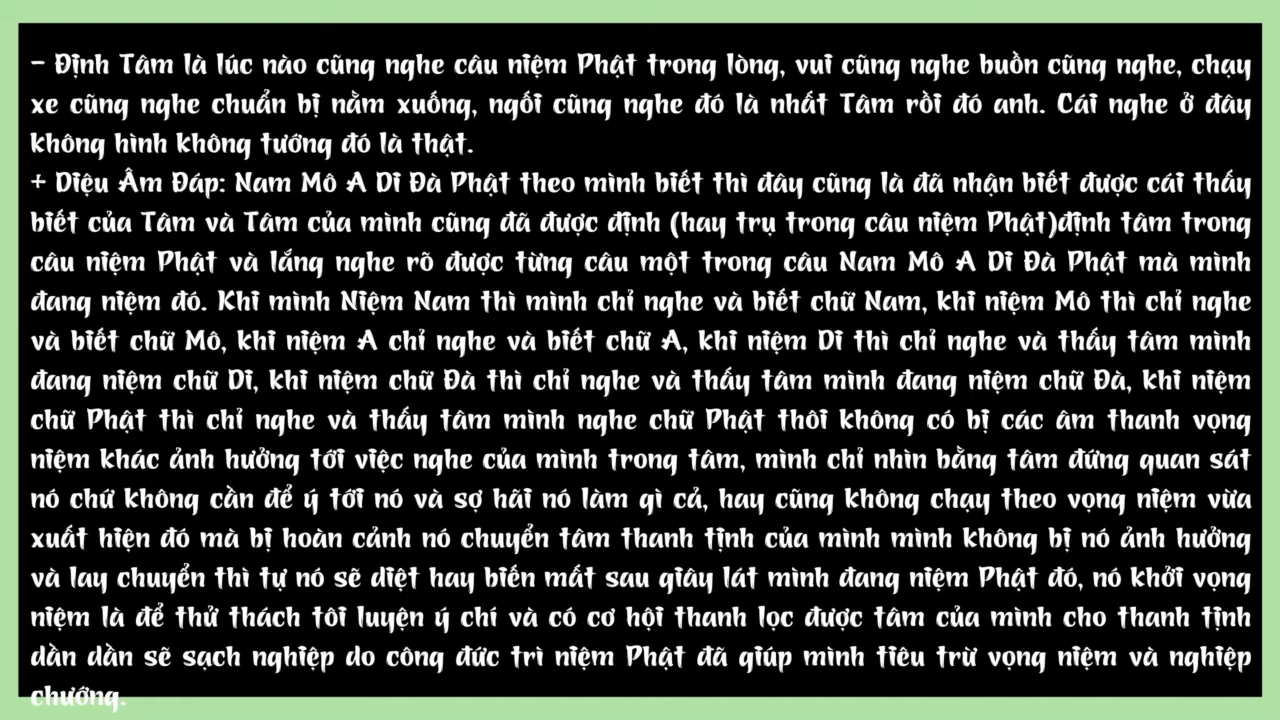 - Định Tâm là lúc nào cũng nghe câu niệm Phật trong lòng, vui cũng nghe buồn cũng nghe, chạy
xe cũng nghe chuẩn bị nằm xuống, ngối cũng nghe đó là nhất Tâm rồi đó anh. Cái nghe ở đây
không hình không tướng đó là thật.
+ Diệu Âm Đáp: Nam Mô A Di Đà Phật theo mình biết thì đây cũng là đã nhận biết được cái thấy
biết của Tâm và Tâm của mình cũng đã được định (hay trụ trong câu niệm Phật)định tâm trong
câu niệm Phật và lắng nghe rõ được từng câu một trong câu Nam Mô A Di Đà Phật mà mình
đang niệm đó. Khi mình Niệm Nam thì mình chỉ nghe và biết chữ Nam, khi niệm Mô thì chỉ nghe
và biết chữ Mô, khi niệm A chỉ nghe và biết chữ A, khi niệm Di thì chỉ nghe và thấy tâm mình
đang niệm chữ Di, khi niệm chữ Đà thì chỉ nghe và thấy tâm mình đang niệm chữ Đà, khi niệm
chữ Phật thì chỉ nghe và thấy tâm mình nghe chữ Phật thôi không có bị các âm thanh vọng
niệm khác ảnh hưởng tới việc nghe của mình trong tâm, mình chỉ nhìn bằng tâm đứng quan sát
nó chứ không cần để ý tới nó và sợ hãi nó làm gì cả, hay cũng không chạy theo vọng niệm vừa
xuất hiện đó mà bị hoàn cảnh nó chuyển tâm thanh tịnh của mình mình không bị nó ảnh hưởng
và lay chuyển thì tự nó sẽ diệt hay biến mất sau giây lát mình đang niệm Phật đó, nó khởi vọng
niệm là để thử thách tôi luyện ý chí và có cơ hội thanh lọc được tâm của mình cho thanh tịnh
dần dần sẽ sạch nghiệp do công đức trì niệm Phật đã giúp mình tiêu trừ vọng niệm và nghiệp
chướng.